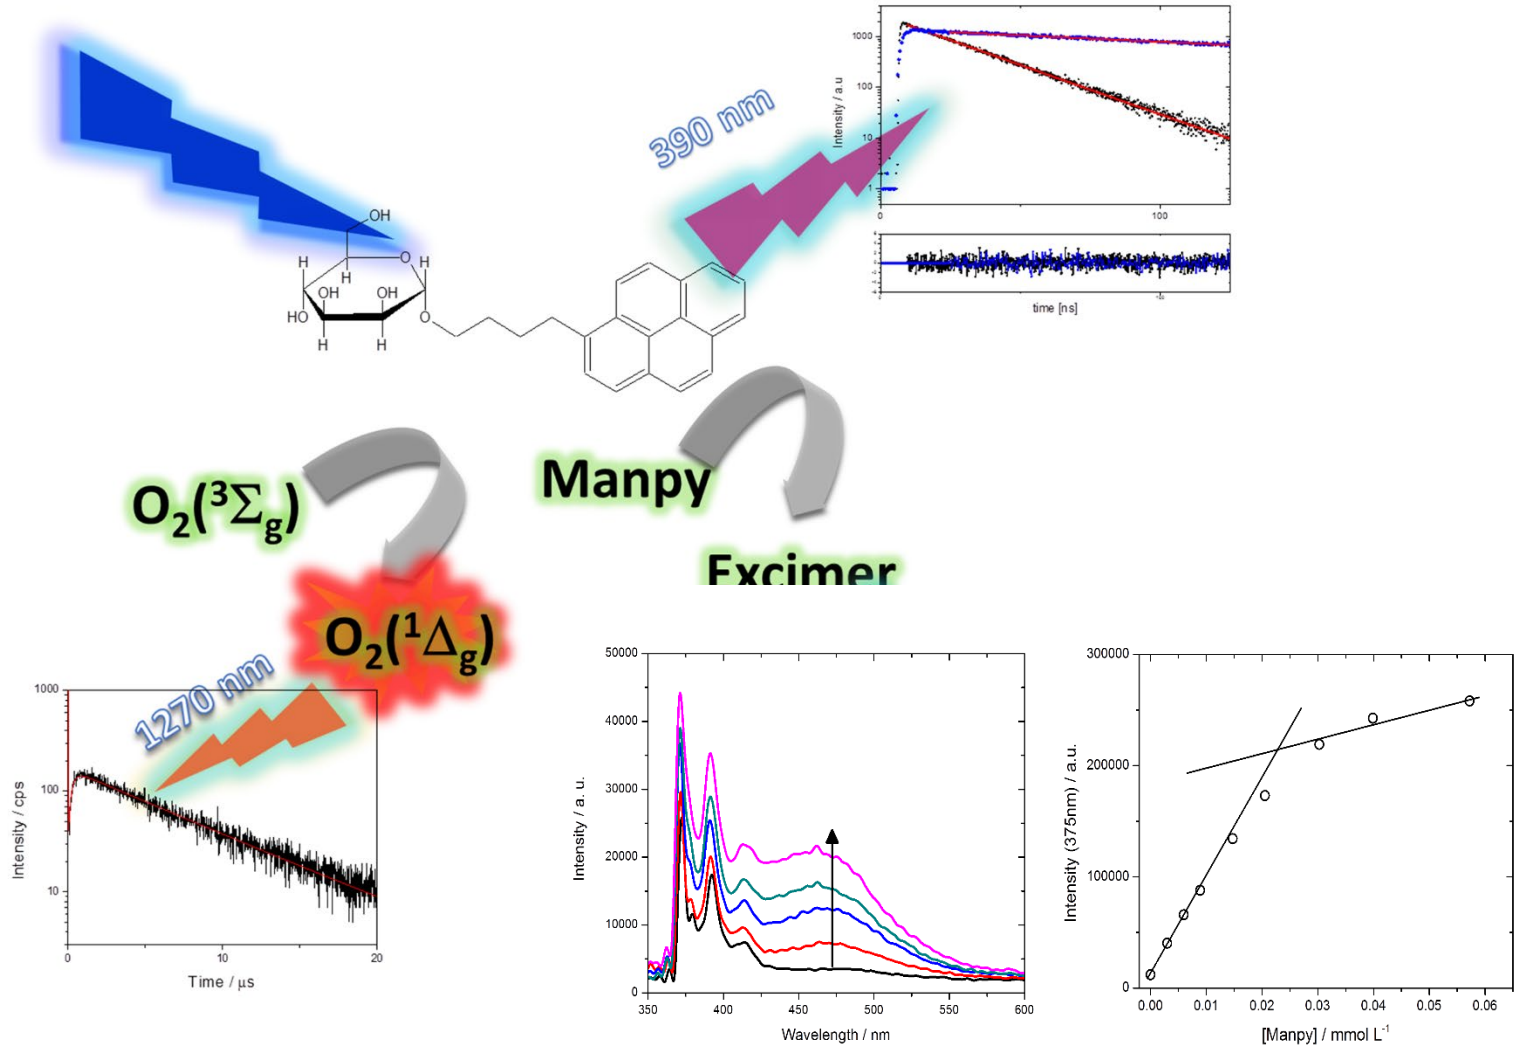 1000
100
10
1
Intensity / a.u
0
100
390 nm
time [ns]
OH
O
H
H
H
OH
OH
HO
O
H
H
Manpy
O₂(³Σg)
Excimer
O₂(¹Δg)
1270 nm
1000
100
10
Intensity / cps
0
10
20
Time / μs
50000
40000
30000
20000
10000
0
Intensity / a. u.
350
400
450
500
550
600
Wavelength / nm
300000
200000
100000
0
Intensity (375nm) / a.u.
0.00
0.01
0.02
0.03
0.04
0.05
0.06
[Manpy] / mmol L⁻¹